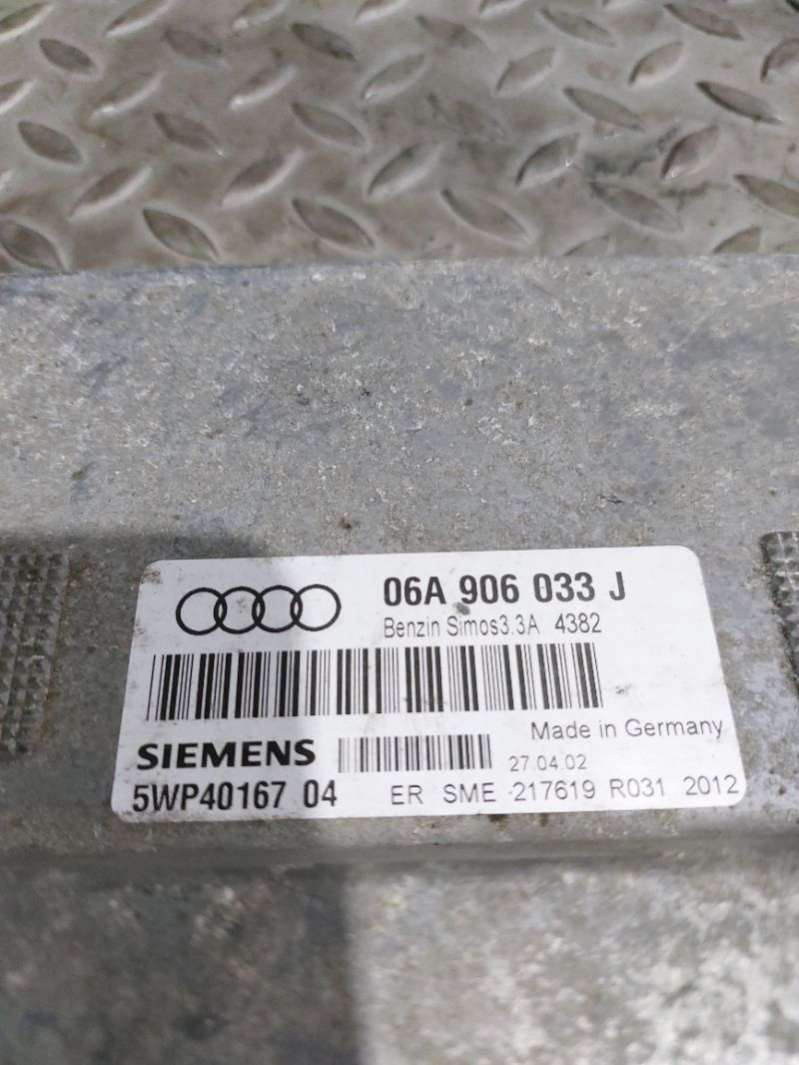 06A 906 033 J
Benzin Simos3.3A 4382
Made in Germany
SIEMENS 27.04.02
5WP40167 04 ER SME 217619 R031 2012